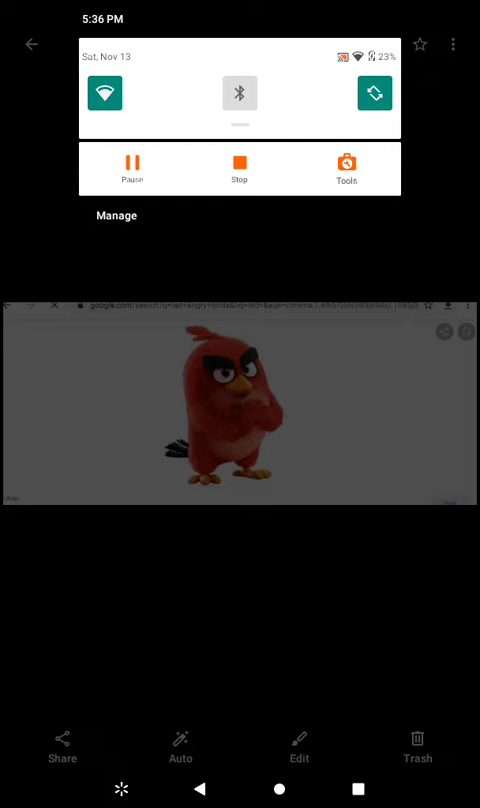 5:36 PM
Sat, Nov 13
23%
Pause Stop Tools
Manage
Share Auto Edit Trash